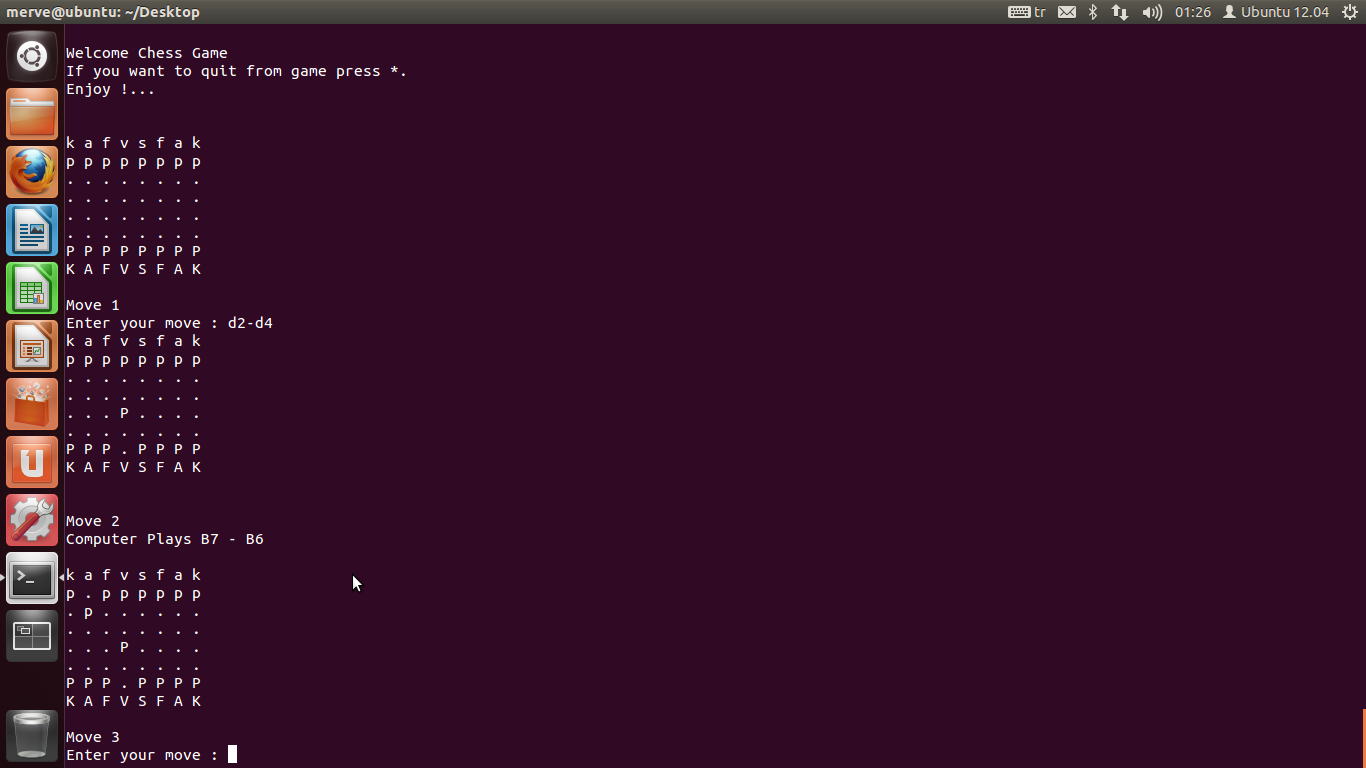 merve@ubuntu: ~/Desktop
tr
01:26
Ubuntu 12.04
Welcome Chess Game
If you want to quit from game press *.
Enjoy !...
k a f v s f a k
p p p p p p p p
. . . . . . . .
. . . . . . . .
. . . . . . . .
. . . . . . . .
P P P P P P P P
K A F V S F A K
Move 1
Enter your move : d2-d4
k a f v s f a k
p p p p p p p p
. . . . . . . .
. . . . . . . .
. . . P . . . .
. . . . . . . .
P P P . P P P P
K A F V S F A K
Move 2
Computer Plays B7 - B6
k a f v s f a k
p . p p p p p p
. p . . . . . .
. . . . . . . .
. . . P . . . .
. . . . . . . .
P P P . P P P P
K A F V S F A K
Move 3
Enter your move :